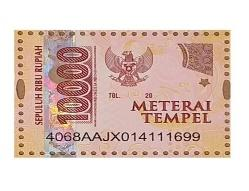 SEPULUH RIBU RUPIAH
10000
TGL. 20
METERAI
TEMPEL
4068AAJX014111699